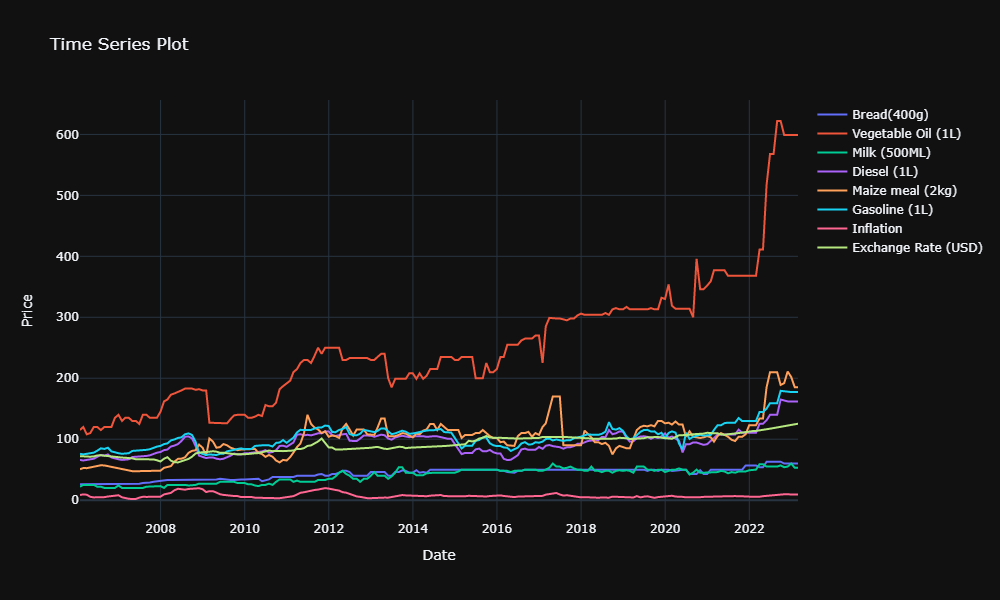 Time Series Plot
Bread(400g)
Vegetable Oil (1L)
Milk (500ML)
Diesel (1L)
Maize meal (2kg)
Gasoline (1L)
Inflation
Exchange Rate (USD)
600
500
400
300
200
100
0
Price
2008 2010 2012 2014 2016 2018 2020 2022
Date